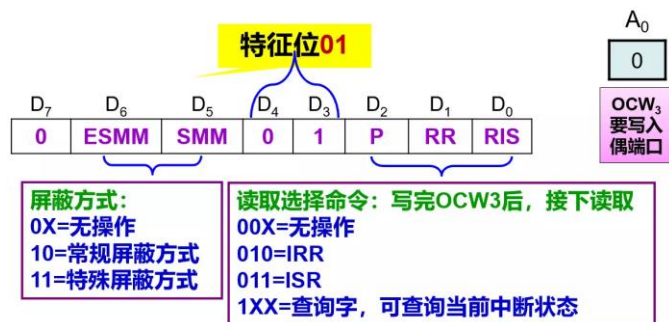 特征位01
A0
0
OCW3
要写入
偶端口
D7 D6 D5 D4 D3 D2 D1 D0
0 ESMM SMM 0 1 P RR RIS
屏蔽方式:
0X=无操作
10=常规屏蔽方式
11=特殊屏蔽方式
读取选择命令:写完OCW3后,接下读取
00X=无操作
010=IRR
011=ISR
1XX=查询字,可查询当前中断状态